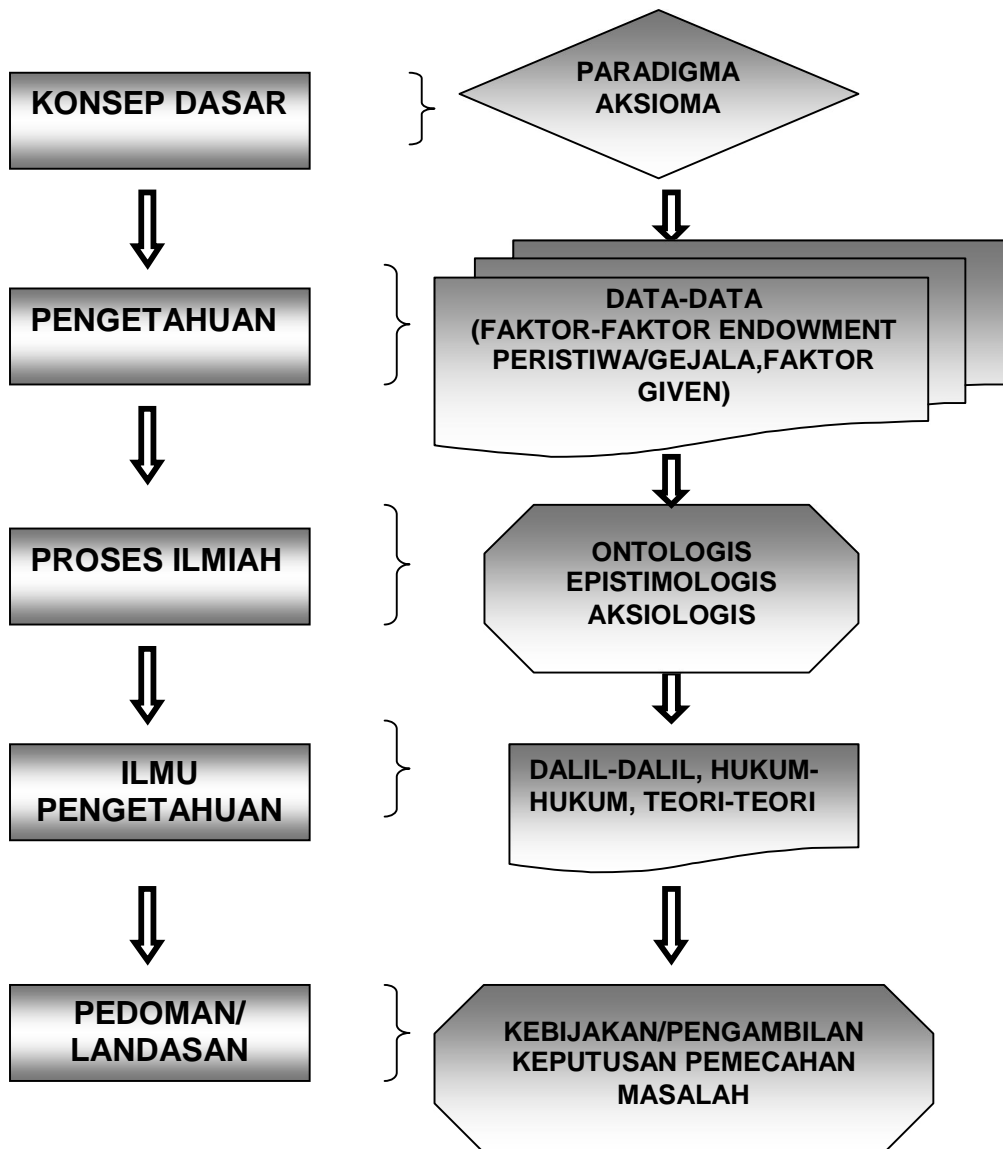 KONSEP DASAR
PARADIGMA
AKSIOMA
PENGETAHUAN
DATA-DATA
(FAKTOR-FAKTOR ENDOWMENT
PERISTIWA/GEJALA,FAKTOR
GIVEN)
PROSES ILMIAH
ONTOLOGIS
EPISTIMOLOGIS
AKSIOLOGIS
ILMU
PENGETAHUAN
DALIL-DALIL, HUKUM-
HUKUM, TEORI-TEORI
PEDOMAN/
LANDASAN
KEBIJAKAN/PENGAMBILAN
KEPUTUSAN PEMECAHAN
MASALAH